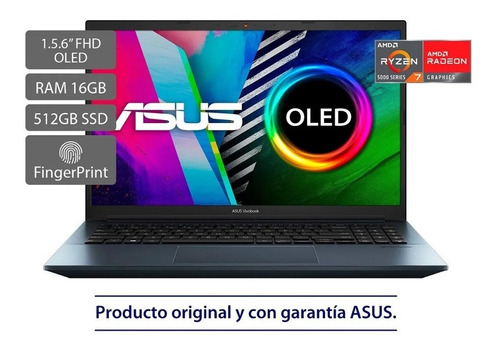 1.5.6” FHD
OLED
RAM 16GB
512GB SSD
FingerPrint
ASUS
OLED
AMD
RYZEN
5000 SERIES 7
AMD
RADEON
GRAPHICS
ASUS Vivobook
Producto original y con garantía ASUS.